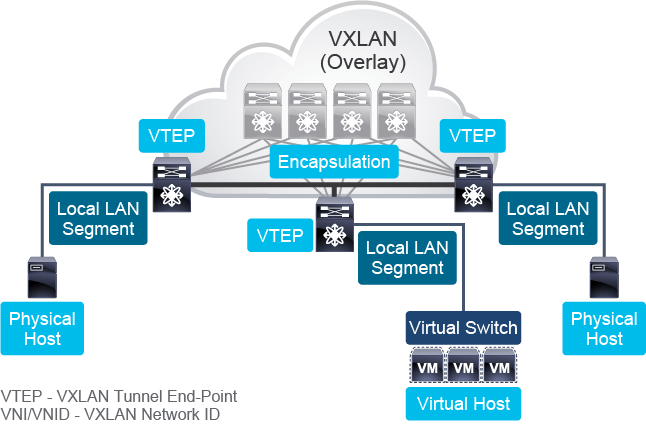 VXLAN
(Overlay)
VTEP
VTEP
Encapsulation
Local LAN
Segment
Local LAN
Segment
VTEP
Local LAN
Segment
Physical
Host
Virtual Switch
Physical
Host
VM
VM
VM
Virtual Host
VTEP - VXLAN Tunnel End-Point
VNI/VNID - VXLAN Network ID